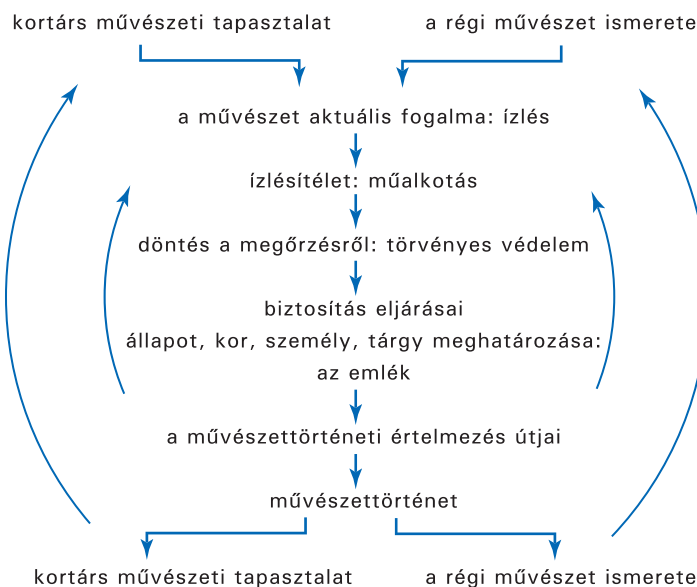 kortárs művészeti tapasztalat
a régi művészet ismerete
a művészet aktuális fogalma: ízlés
ízlésítélet: műalkotás
döntés a megőrzésről: törvényes védelem
biztosítás eljárásai
állapot, kor, személy, tárgy meghatározása:
az emlék
a művészettörténeti értelmezés útjai
művészettörténet
kortárs művészeti tapasztalat
a régi művészet ismerete